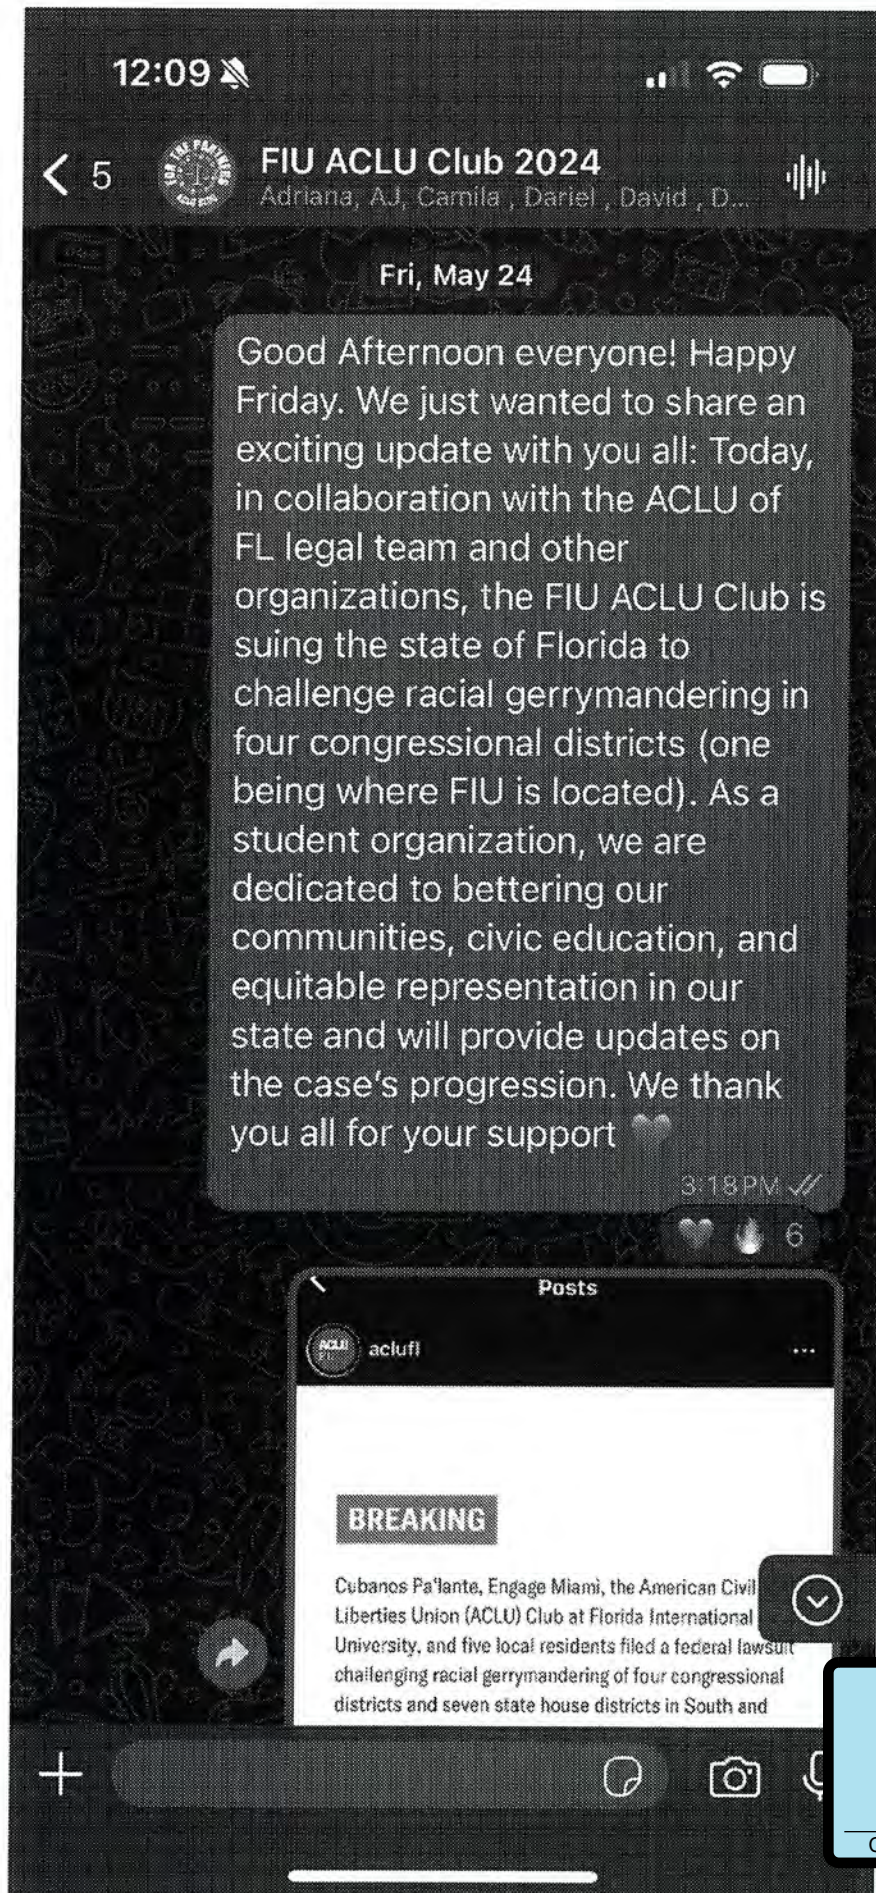 12:09
5
FIU ACLU Club 2024
Adriana, AJ, Camila , Dariel , David , D...
Fri, May 24
Good Afternoon everyone! Happy
Friday. We just wanted to share an
exciting update with you all: Today,
in collaboration with the ACLU of
FL legal team and other
organizations, the FIU ACLU Club is
suing the state of Florida to
challenge racial gerrymandering in
four congressional districts (one
being where FIU is located). As a
student organization, we are
dedicated to bettering our
communities, civic education, and
equitable representation in our
state and will provide updates on
the case's progression. We thank
you all for your support
3:18PM
6
Posts
aclufl
BREAKING
Cubanos Pa'lante, Engage Miami, the American Civil
Liberties Union (ACLU) Club at Florida International
University, and five local residents filed a federal lawsuit
challenging racial gerrymandering of four congressional
districts and seven state house districts in South and